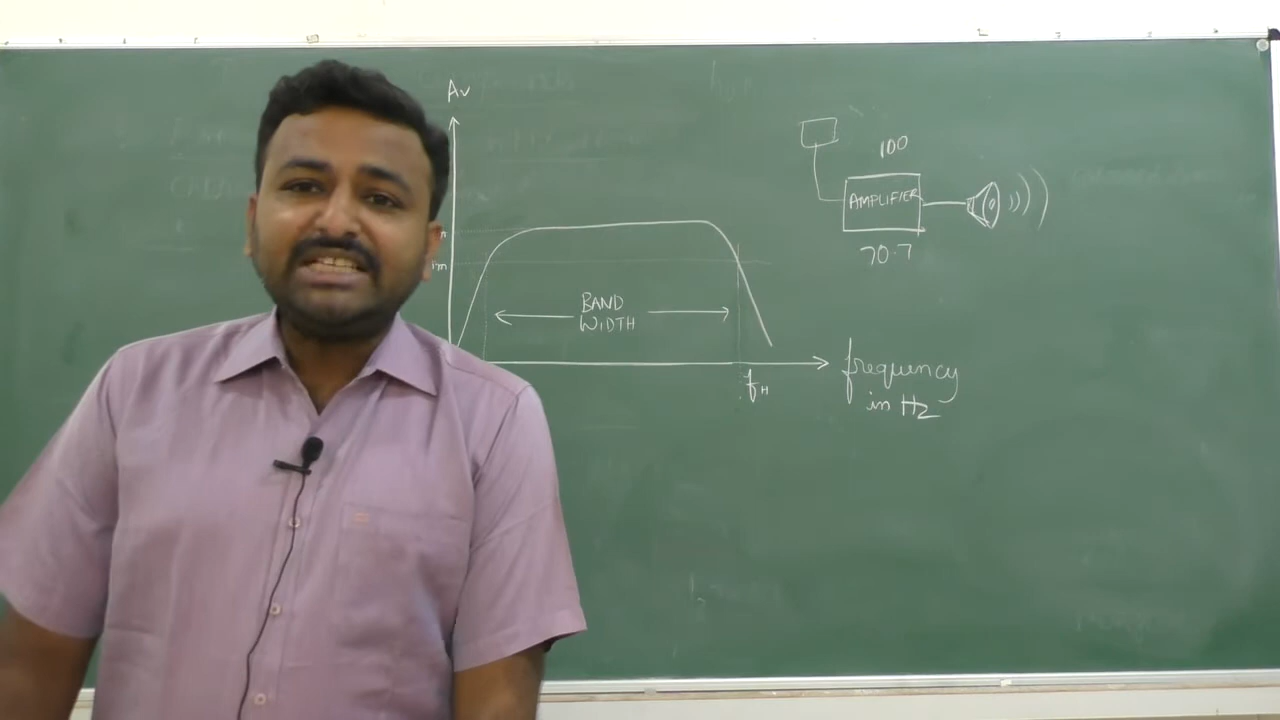 Av
100
AMPLIFIER
70.7
m
BAND
WIDTH
fH
frequency
in Hz